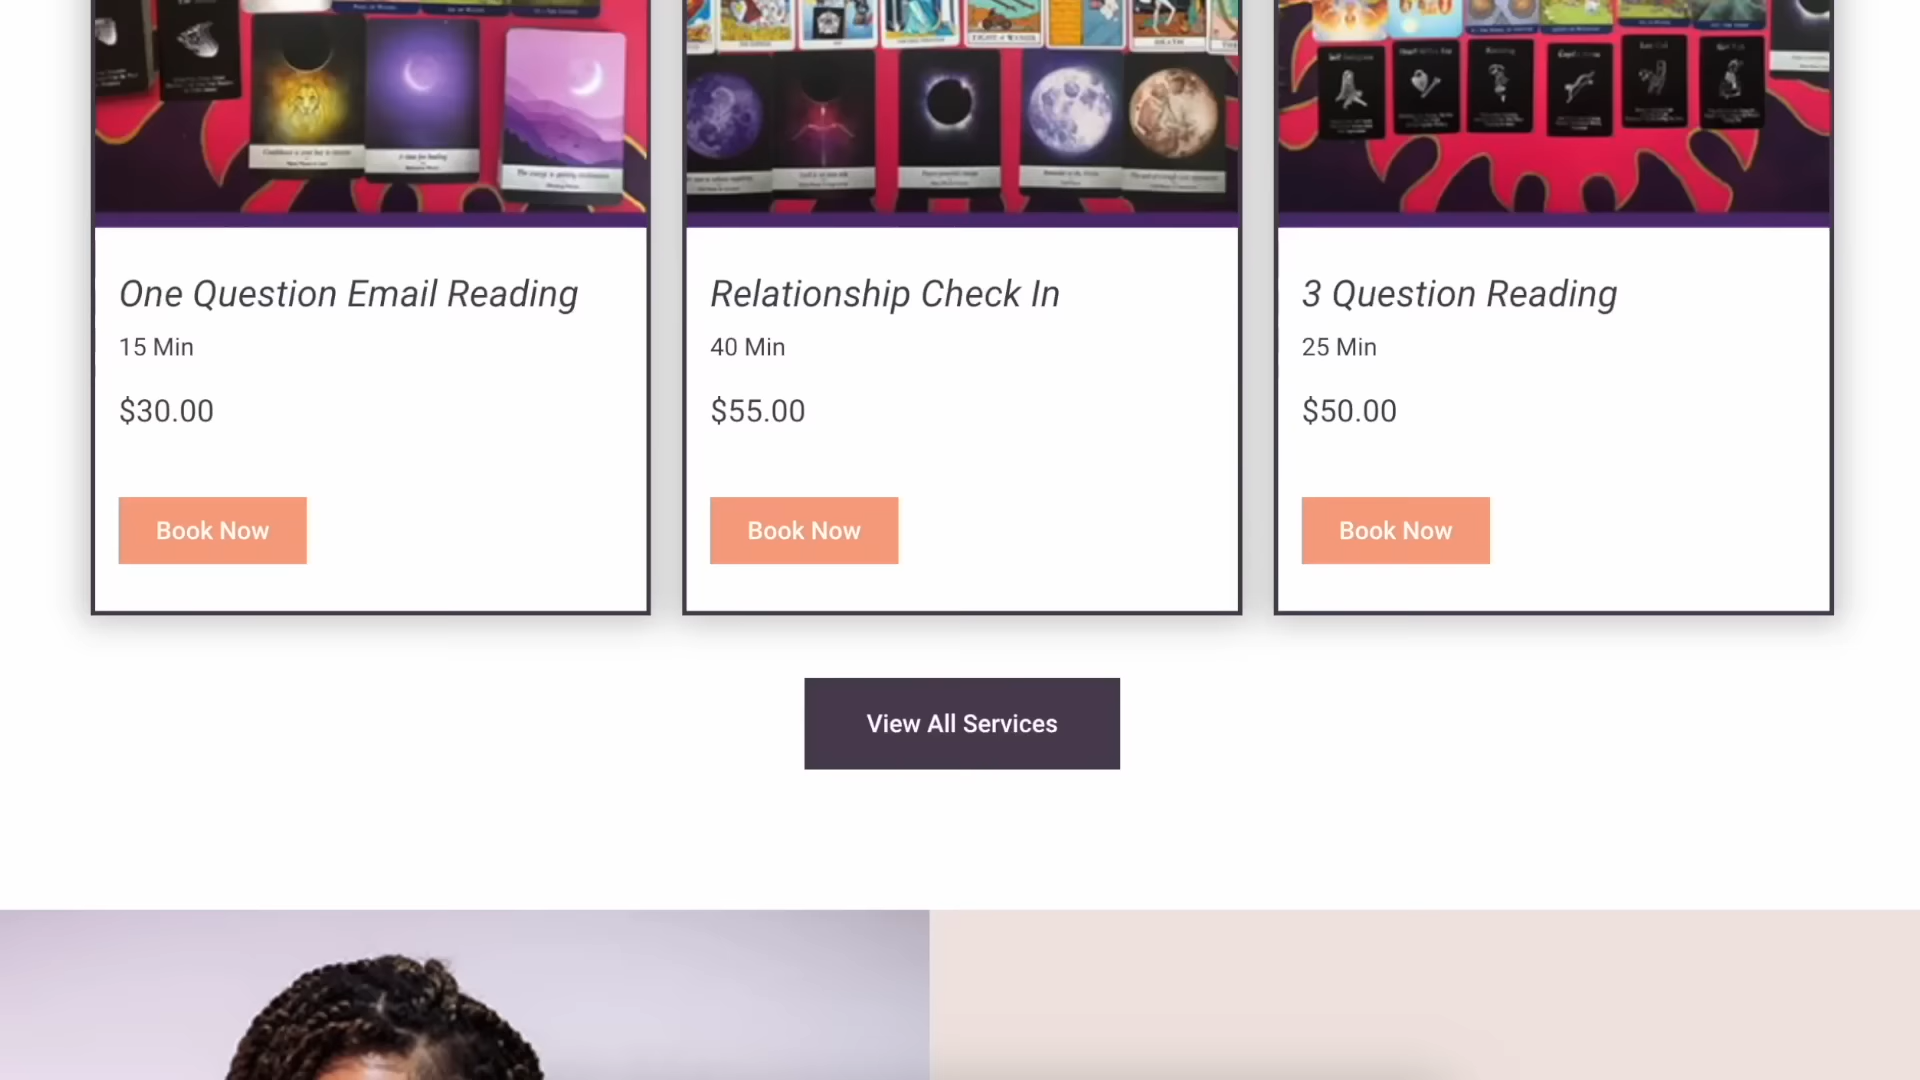 One Question Email Reading
15 Min
$30.00
Book Now
Relationship Check In
40 Min
$55.00
Book Now
3 Question Reading
25 Min
$50.00
Book Now
View All Services